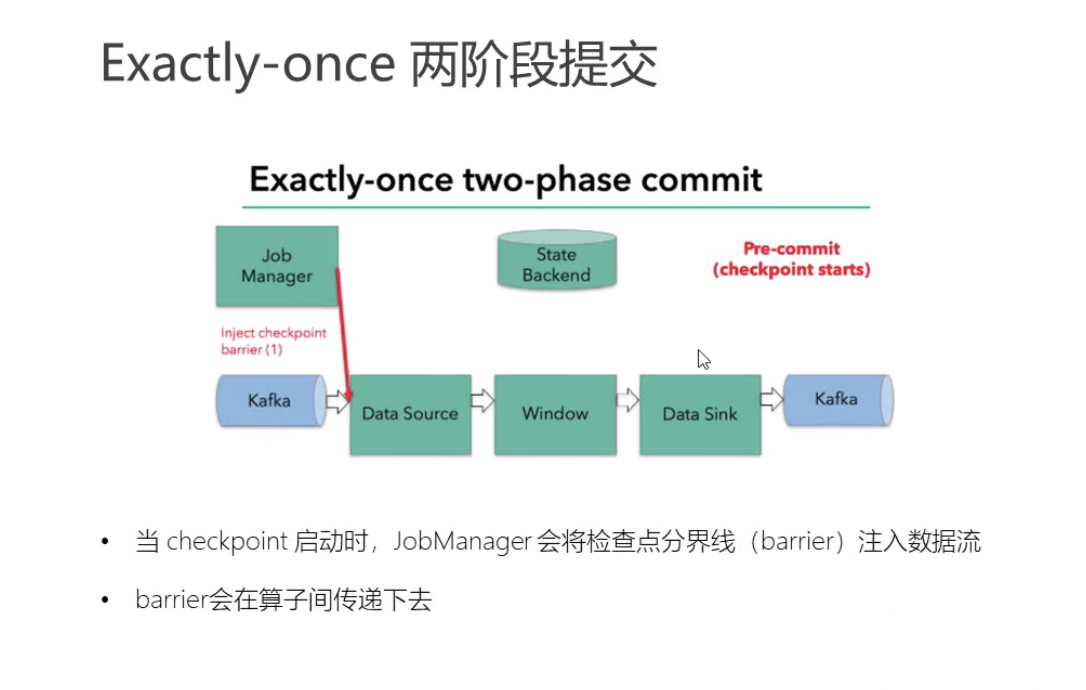 Exactly-once 两阶段提交
Exactly-once two-phase commit
Job
Manager
State
Backend
Pre-commit
(checkpoint starts)
Inject checkpoint
barrier (1)
Kafka
Data Source
Window
Data Sink
Kafka
• 当 checkpoint 启动时，JobManager 会将检查点分界线（barrier）注入数据流
• barrier会在算子间传递下去